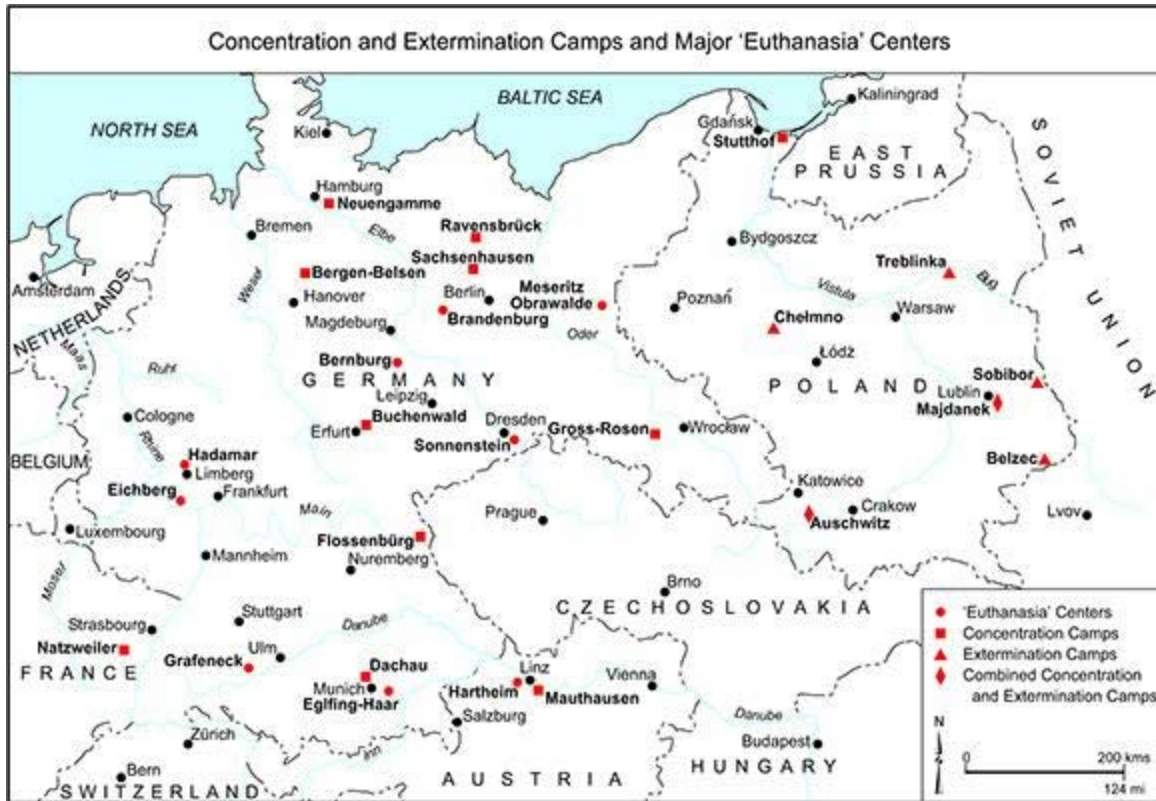 Concentration and Extermination Camps and Major 'Euthanasia' Centers
NORTH SEA
BALTIC SEA
Kiel
Kaliningrad
Gdańsk
Stutthof
EAST
PRUSSIA
SOVIET UNION
Hamburg
Neuengamme
Bremen
Elbe
Ravensbrück
Sachsenhausen
Bydgoszcz
Treblinka
Bug
Amsterdam
NETHERLANDS
Weser
Bergen-Belsen
Hanover
Berlin
Brandenburg
Meseritz
Obrawalde
Oder
Poznań
Vistula
Warsaw
Chełmno
Magdeburg
Maas
Ruhr
Bernburg
GERMANY
Łódź
POLAND
Sobibor
Lublin
Majdanek
Leipzig
Cologne
Rhine
Buchenwald
Erfurt
Dresden
Sonnenstein
Gross-Rosen
Wrocław
Belzec
BELGIUM
Hadamar
Limberg
Eichberg
Frankfurt
Main
Prague
Katowice
Crakow
Auschwitz
Lvov
Luxembourg
Mosel
Mannheim
Flossenbürg
Nuremberg
Brno
CZECHOSLOVAKIA
Strasbourg
Stuttgart
Danube
Natzweiler
FRANCE
Grafeneck
Ulm
Dachau
Munich
Eglfing-Haar
Linz
Hartheim
Mauthausen
Vienna
Salzburg
Danube
Zürich
Inn
Budapest
Bern
SWITZERLAND
AUSTRIA
HUNGARY
'Euthanasia' Centers
Concentration Camps
Extermination Camps
Combined Concentration
and Extermination Camps
N
0 200 kms
124 mi